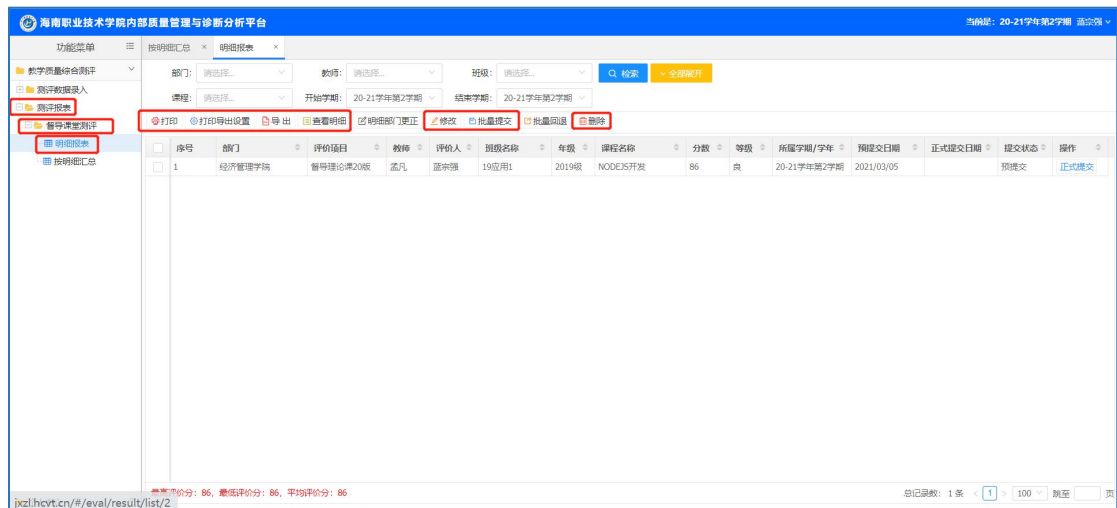 海南职业技术学院内部质量管理与诊断分析平台
当前是: 20-21学年第2学期 蓝宗强
功能菜单
按明细汇总 × 明细报表 ×
教学质量综合测评
测评数据录入
测评报表
督导课堂测评
明细报表
按明细汇总
部门: 请选择... 教师: 请选择... 班级: 请选择... 检索 全部展开
课程: 请选择... 开始学期: 20-21学年第2学期 结束学期: 20-21学年第2学期
打印 打印导出设置 导出 查看明细 明细部门更正 修改 批量提交 批量回退 删除
序号 部门 评价项目 教师 评价人 班级名称 年级 课程名称 分数 等级 所属学期/学年 预提交日期 正式提交日期 提交状态 操作
1 经济管理学院 督导理论课20版 孟凡 蓝宗强 19应用1 2019级 NODEJS开发 86 良 20-21学年第2学期 2021/03/05 预提交 正式提交
最高评价分: 86, 最低评价分: 86, 平均评价分: 86
总记录数: 1 条 < 1 > 100 跳至 页
jxzl.hcvt.cn/#/eval/result/list/2